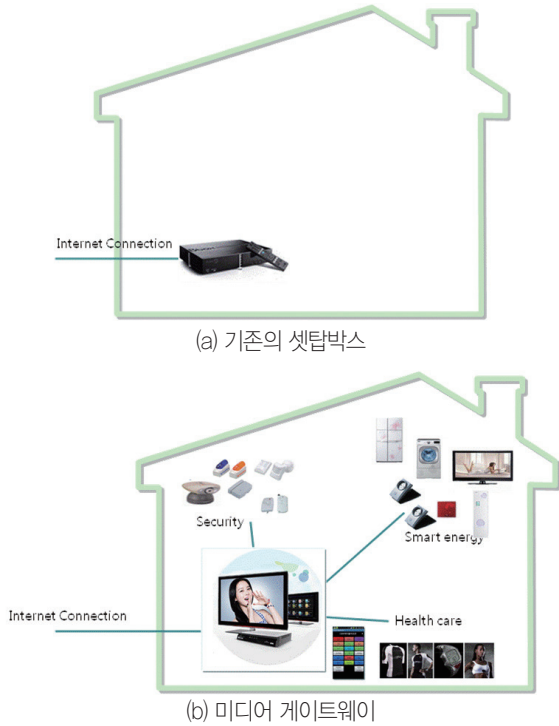 Internet Connection
(a) 기존의 셋탑박스
Security
Smart energy
Internet Connection
Health care
(b) 미디어 게이트웨이